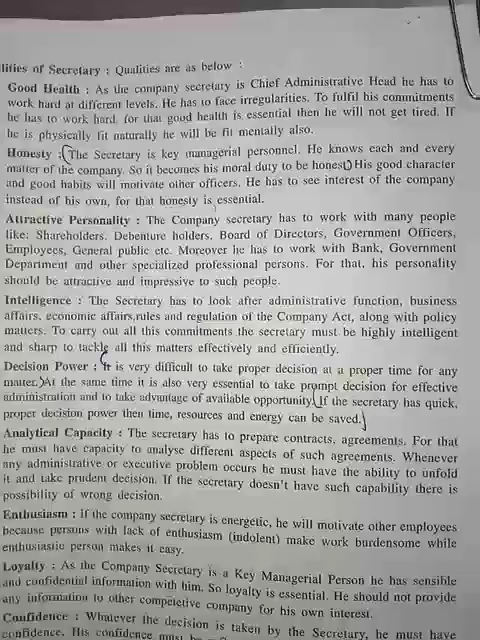 lities of Secretary : Qualities are as below :
Good Health : As the company secretary is Chief Administrative Head he has to
work hard at different levels. He has to face irregularities. To fulfil his commitments
he has to work hard, for that good health is essential then he will not get tired. If
he is physically fit naturally he will be fit mentally also.
Honesty : (The Secretary is key managerial personnel. He knows each and every
matter of the company. So it becomes his moral duty to be honest.) His good character
and good habits will motivate other officers. He has to see interest of the company
instead of his own, for that honesty is essential.
Attractive Personality : The Company secretary has to work with many people
like: Shareholders, Debenture holders, Board of Directors, Government Officers,
Employees, General public etc. Moreover he has to work with Bank, Government
Department and other specialized professional persons. For that, his personality
should be attractive and impressive to such people.
Intelligence : The Secretary has to look after administrative function, business
affairs, economic affairs,rules and regulation of the Company Act, along with policy
matters. To carry out all this commitments the secretary must be highly intelligent
and sharp to tackle all this matters effectively and efficiently.
Decision Power : (It is very difficult to take proper decision at a proper time for any
matter.) At the same time it is also very essential to take prompt decision for effective
administration and to take advantage of available opportunity. (If the secretary has quick,
proper decision power then time, resources and energy can be saved.)
Analytical Capacity : The secretary has to prepare contracts, agreements. For that
he must have capacity to analyse different aspects of such agreements. Whenever
any administrative or executive problem occurs he must have the ability to unfold
it and take prudent decision. If the secretary doesn't have such capability there is
possibility of wrong decision.
Enthusiasm : If the company secretary is energetic, he will motivate other employees
because persons with lack of enthusiasm (indolent) make work burdensome while
enthusiastic person makes it easy.
Loyalty : As the Company Secretary is a Key Managerial Person he has sensible
and confidential information with him. So loyalty is essential. He should not provide
any information to other competetive company for his own interest.
Confidence : Whatever the decision is taken by the Secretary, he must have
confidence. His confidence must